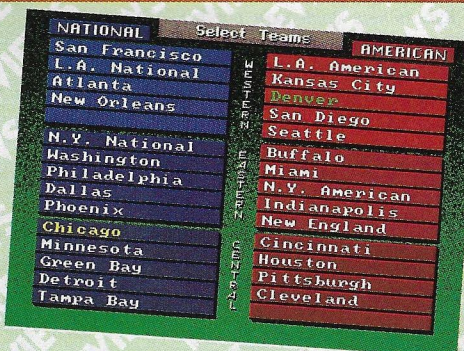 NATIONAL
Select Teams
AMERICAN
San Francisco
L.A. National
Atlanta
New Orleans
N.Y. National
Washington
Philadelphia
Dallas
Phoenix
Chicago
Minnesota
Green Bay
Detroit
Tampa Bay
WESTERN
EASTERN
CENTRAL
L.A. American
Kansas City
Denver
San Diego
Seattle
Buffalo
Miami
N.Y. American
Indianapolis
New England
Cincinnati
Houston
Pittsburgh
Cleveland